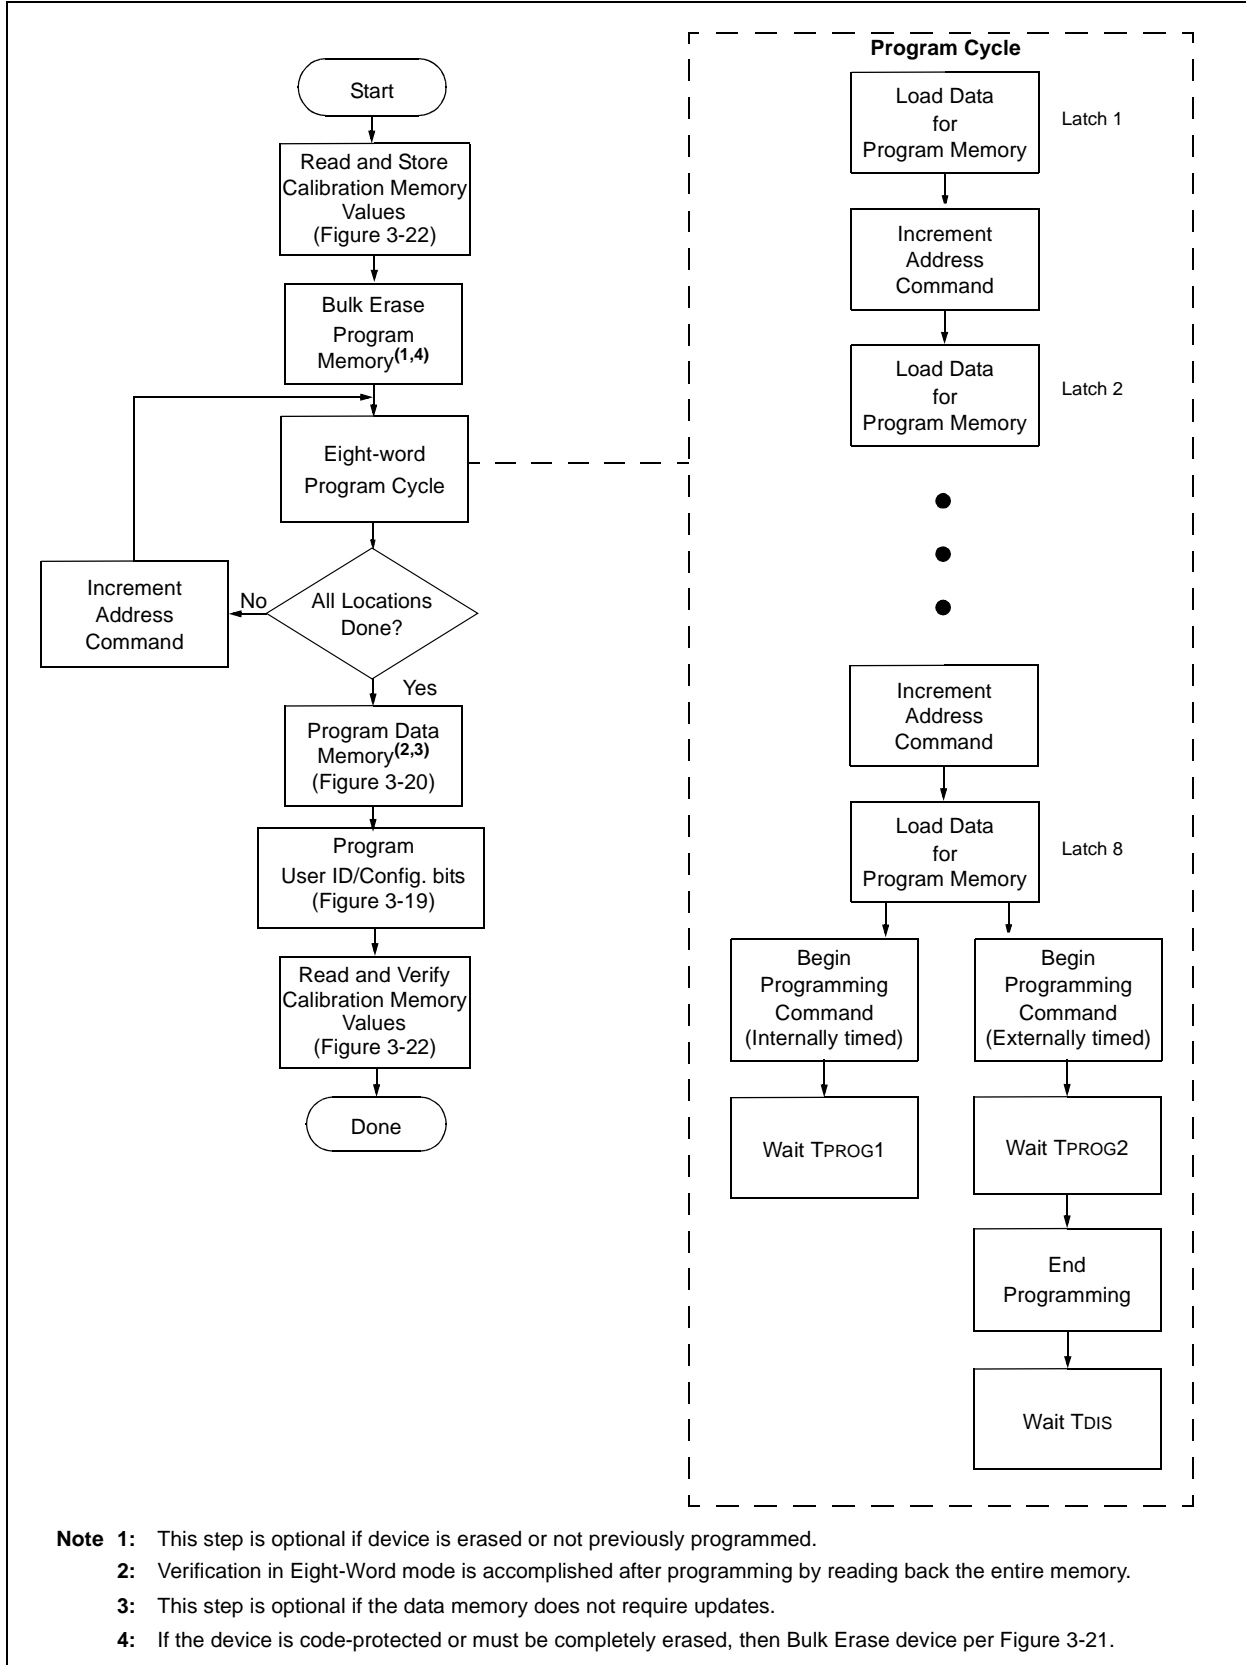 Start
Read and Store
Calibration Memory
Values
(Figure 3-22)
Bulk Erase
Program
Memory(1,4)
Eight-word
Program Cycle
All Locations
Done?
No
Increment
Address
Command
Yes
Program Data
Memory(2,3)
(Figure 3-20)
Program
User ID/Config. bits
(Figure 3-19)
Read and Verify
Calibration Memory
Values
(Figure 3-22)
Done
Program Cycle
Load Data
for
Program Memory
Latch 1
Increment
Address
Command
Load Data
for
Program Memory
Latch 2
Increment
Address
Command
Load Data
for
Program Memory
Latch 8
Begin
Programming
Command
(Internally timed)
Wait TPROG1
Begin
Programming
Command
(Externally timed)
Wait TPROG2
End
Programming
Wait TDIS
Note 1: This step is optional if device is erased or not previously programmed.
2: Verification in Eight-Word mode is accomplished after programming by reading back the entire memory.
3: This step is optional if the data memory does not require updates.
4: If the device is code-protected or must be completely erased, then Bulk Erase device per Figure 3-21.